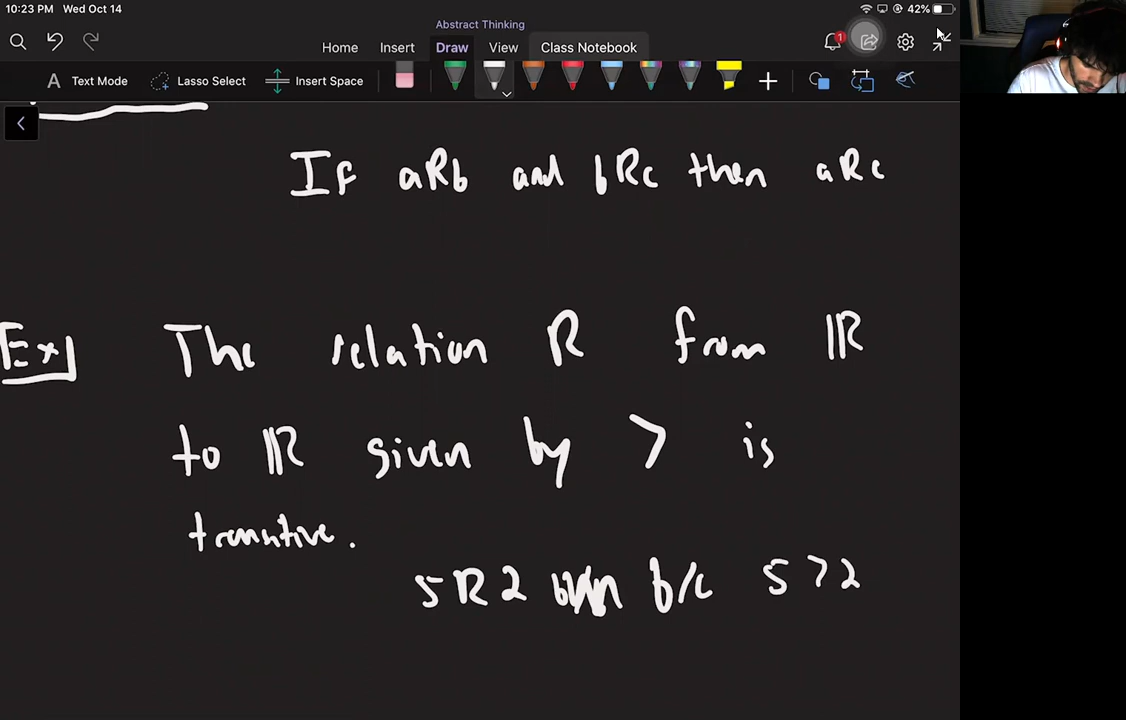 10:23 PM Wed Oct 14
42%
Abstract Thinking
Home Insert Draw View Class Notebook
1
A Text Mode Lasso Select Insert Space
If aRb and bRc then aRc
Ex] The relation R from ℝ
to ℝ given by > is
transitive.
5R2 b/c 5>2